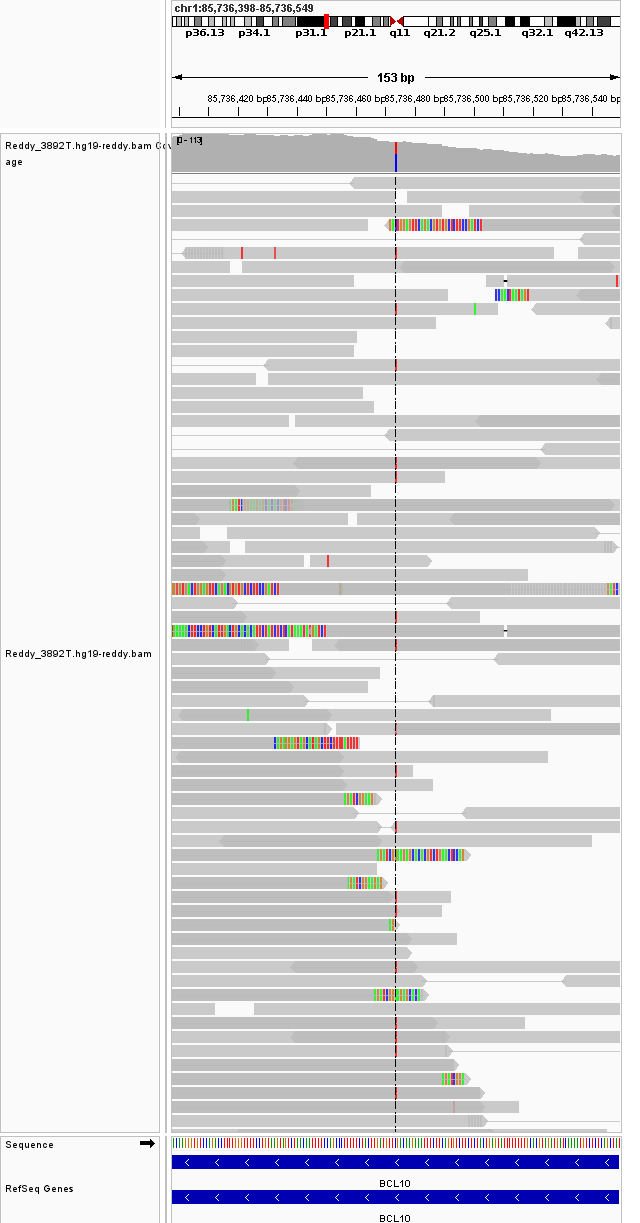 chr1:85,736,398-85,736,549
p36.13 p34.1 p31.1 p21.1 q11 q21.2 q25.1 q32.1 q42.13
153 bp
85,736,420 bp 85,736,440 bp 85,736,460 bp 85,736,480 bp 85,736,500 bp 85,736,520 bp 85,736,540 bp
[0 - 113]
Reddy_3892T.hg19-reddy.bam Cov
age
Reddy_3892T.hg19-reddy.bam
Sequence
RefSeq Genes
BCL10
BCL10